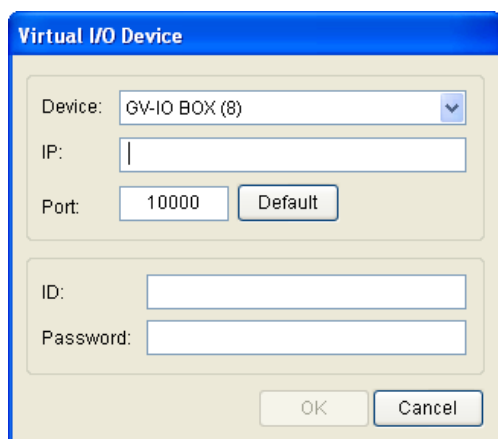 Virtual I/O Device
Device: GV-IO BOX (8)
IP:
Port: 10000 Default
ID:
Password:
OK Cancel